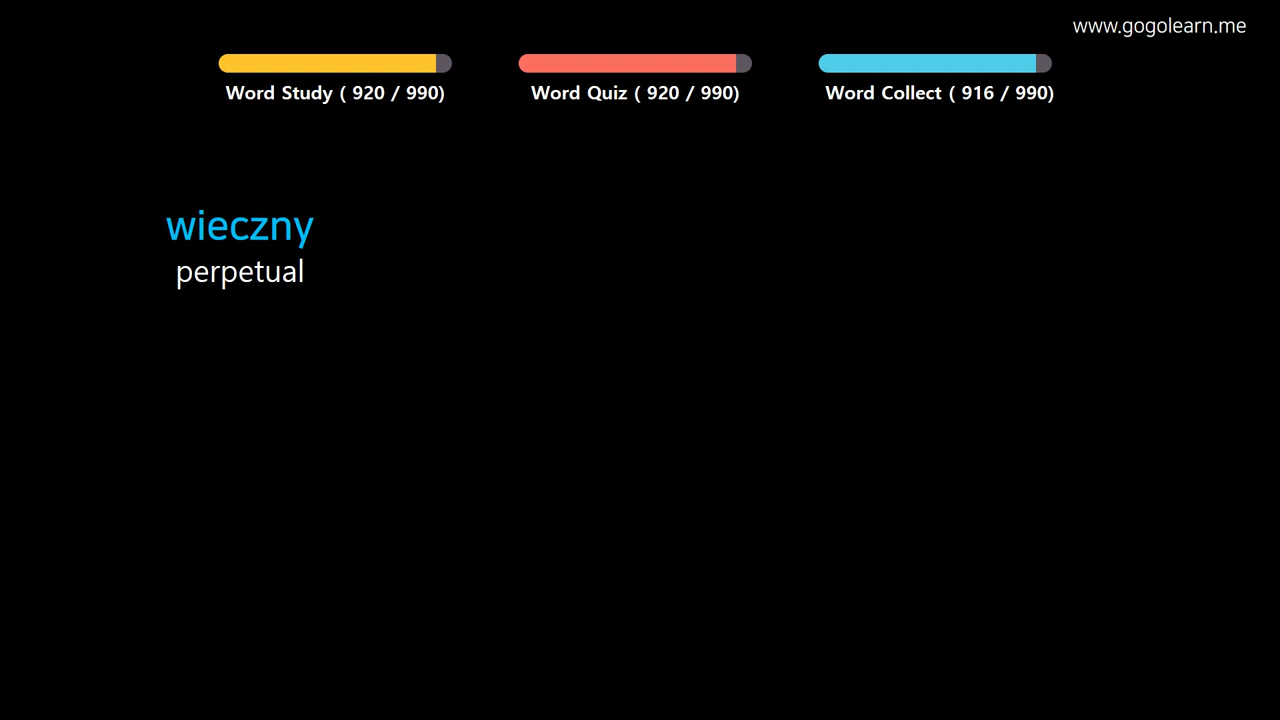 www.gogolearn.me
Word Study ( 920 / 990)
Word Quiz ( 920 / 990)
Word Collect ( 916 / 990)
wieczny
perpetual